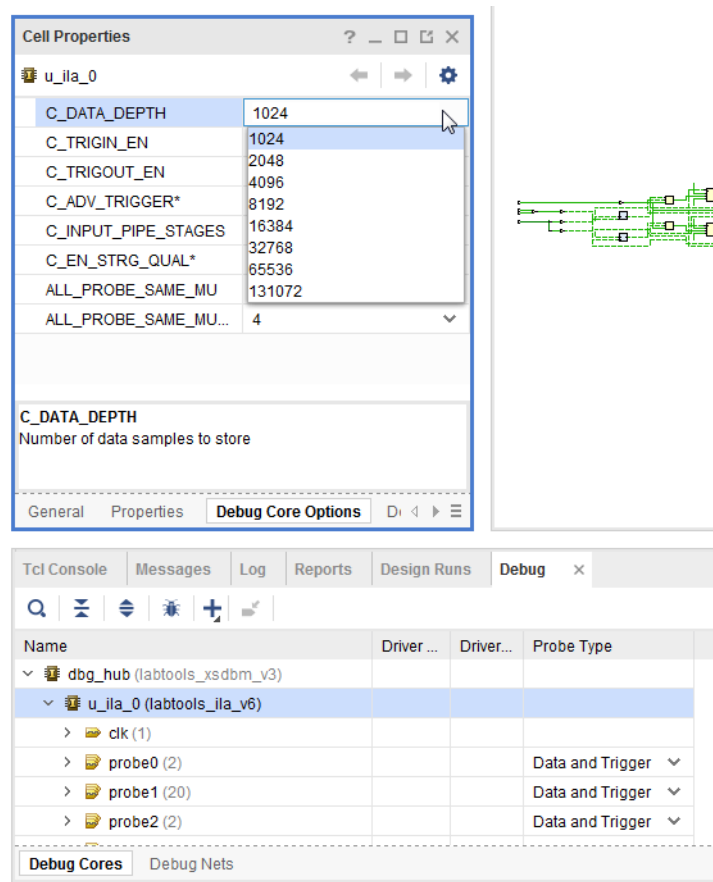 Cell Properties
?
u_ila_0
C_DATA_DEPTH 1024
C_TRIGIN_EN
C_TRIGOUT_EN
C_ADV_TRIGGER*
C_INPUT_PIPE_STAGES
C_EN_STRG_QUAL*
ALL_PROBE_SAME_MU
ALL_PROBE_SAME_MU... 4
1024
2048
4096
8192
16384
32768
65536
131072
C_DATA_DEPTH
Number of data samples to store
General Properties Debug Core Options
Tcl Console Messages Log Reports Design Runs Debug
Name Driver ... Driver... Probe Type
dbg_hub (labtools_xsdbm_v3)
u_ila_0 (labtools_ila_v6)
clk (1)
probe0 (2) Data and Trigger
probe1 (20) Data and Trigger
probe2 (2) Data and Trigger
Debug Cores Debug Nets